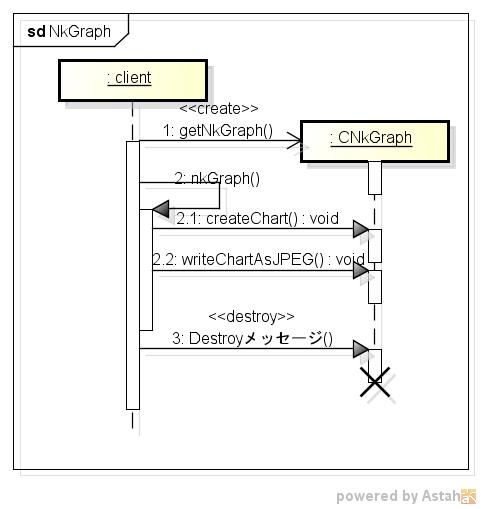 sd NkGraph
: client
<<create>>
1: getNkGraph()
: CNkGraph
2: nkGraph()
2.1: createChart() : void
2.2: writeChartAsJPEG() : void
<<destroy>>
3: Destroyメッセージ()
powered by Astah